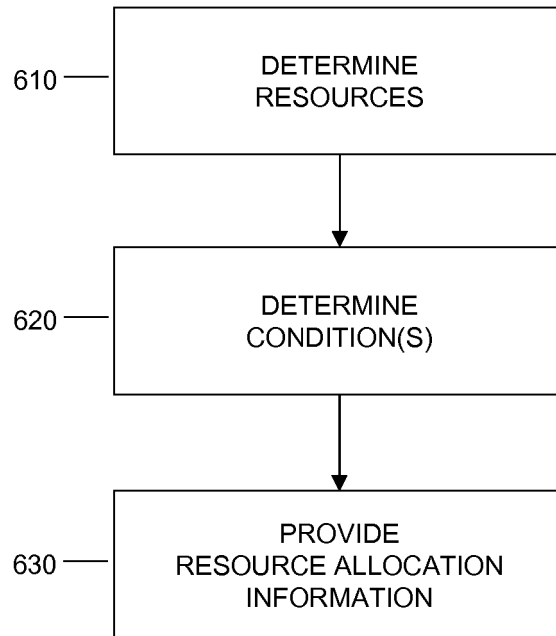 610
DETERMINE
RESOURCES
620
DETERMINE
CONDITION(S)
630
PROVIDE
RESOURCE ALLOCATION
INFORMATION